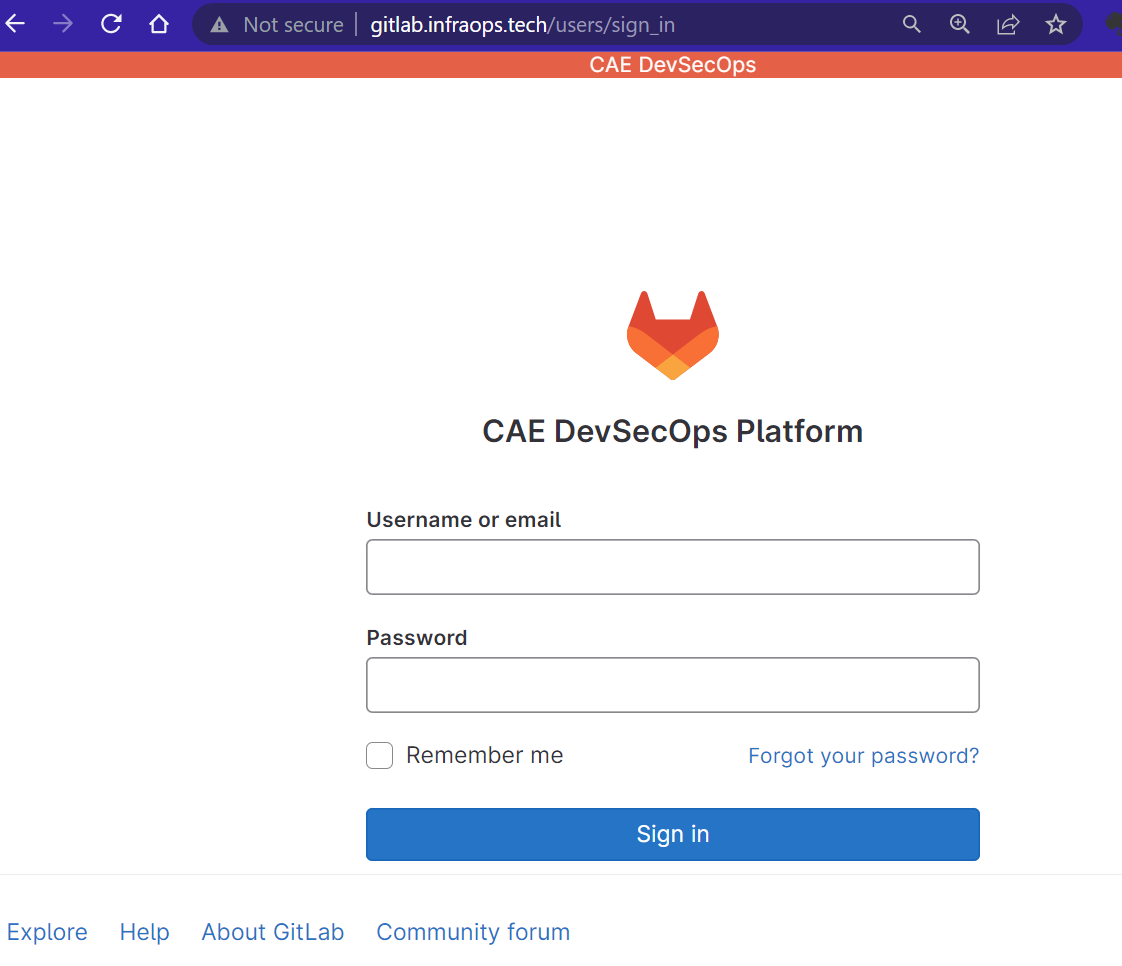 Not secure | gitlab.infraops.tech/users/sign_in
CAE DevSecOps
CAE DevSecOps Platform
Username or email
Password
Remember me
Forgot your password?
Sign in
Explore
Help
About GitLab
Community forum